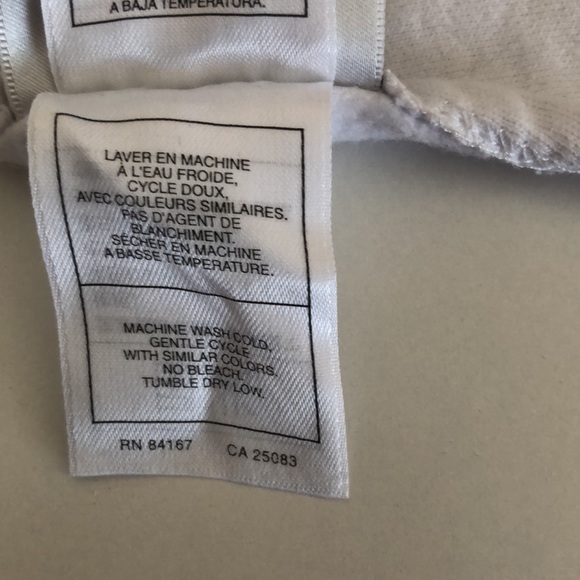 A BAJA TEMPERATURA.
LAVER EN MACHINE
À L'EAU FROIDE,
CYCLE DOUX,
AVEC COULEURS SIMILAIRES.
PAS D'AGENT DE
BLANCHIMENT.
SÉCHER EN MACHINE
A BASSE TEMPERATURE.
MACHINE WASH COLD.
GENTLE CYCLE
WITH SIMILAR COLORS.
NO BLEACH.
TUMBLE DRY LOW.
RN 84167 CA 25083